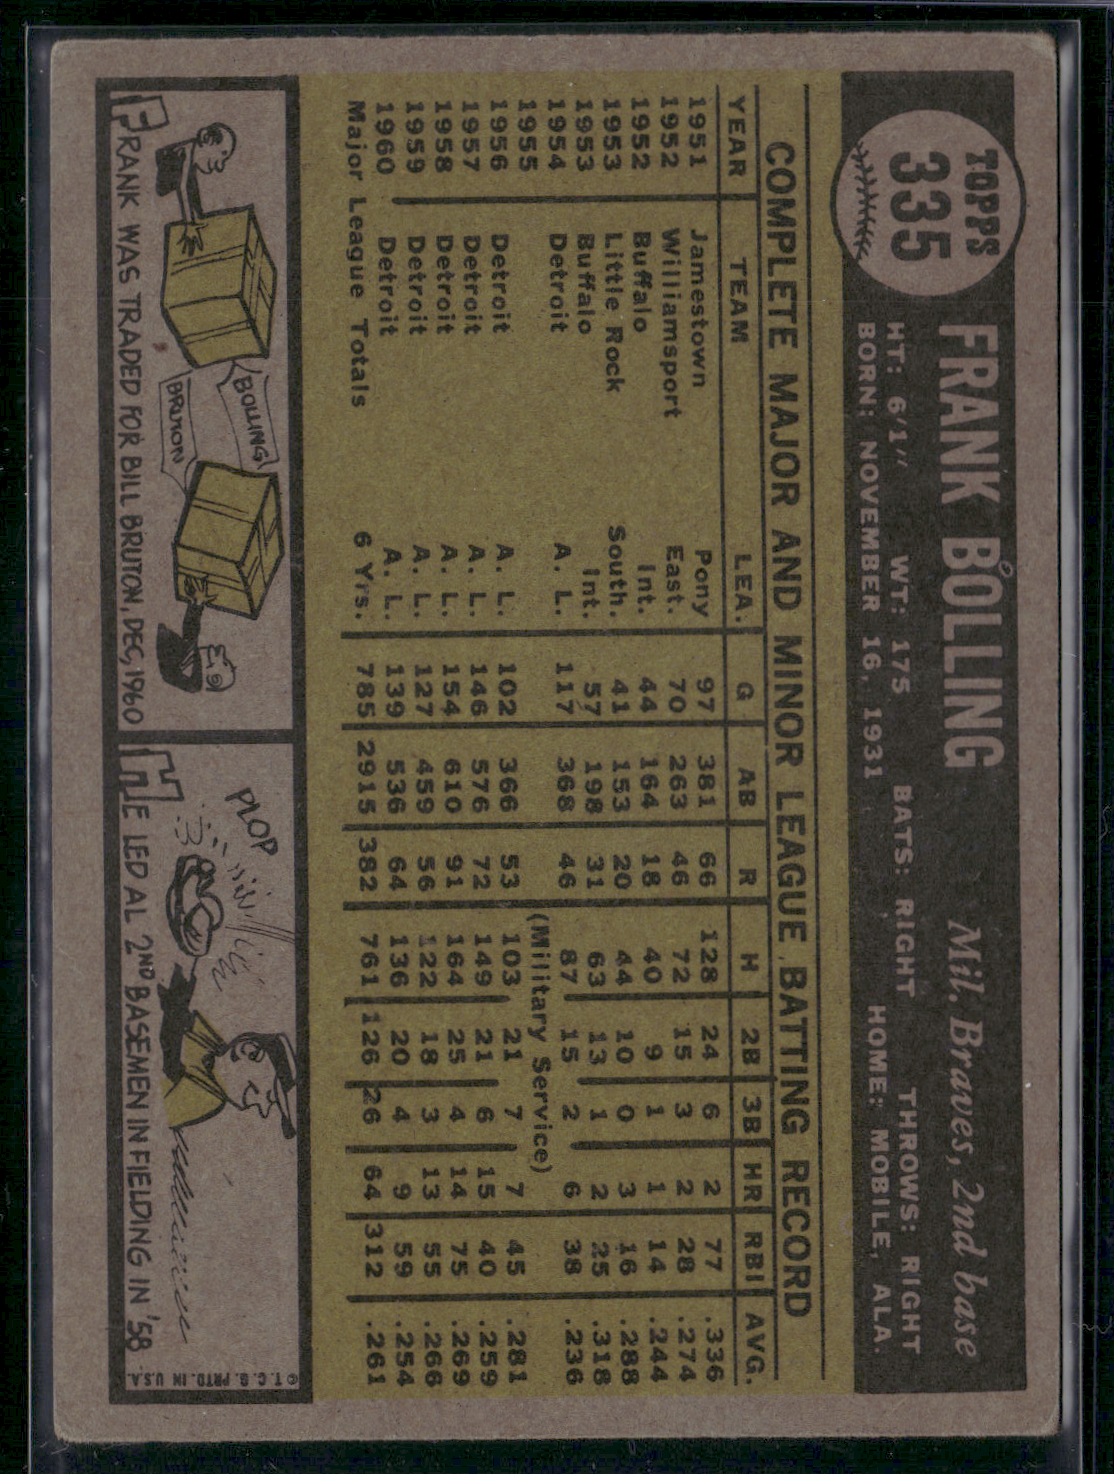 TOPPS
335
FRANK BOLLING
Mil. Braves, 2nd base
HT: 6'1" WT: 175 BATS: RIGHT THROWS: RIGHT
BORN: NOVEMBER 16, 1931 HOME: MOBILE, ALA.
COMPLETE MAJOR AND MINOR LEAGUE BATTING RECORD
YEAR TEAM LEA. G AB R H 2B 3B HR RBI AVG.
1951 Jamestown Pony 97 381 66 128 24 6 2 77 .336
1952 Williamsport East. 70 263 46 72 15 3 2 28 .274
1952 Buffalo Int. 44 164 18 40 9 1 1 14 .244
1953 Little Rock South. 41 153 20 44 10 0 3 16 .288
1953 Buffalo Int. 57 198 31 63 13 1 2 25 .318
1954 Detroit A. L. 117 368 46 87 15 2 6 38 .236
1955 (Military Service)
1956 Detroit A. L. 102 366 53 103 21 7 7 45 .281
1957 Detroit A. L. 146 576 72 149 21 6 15 40 .259
1958 Detroit A. L. 154 610 91 164 25 4 14 75 .269
1959 Detroit A. L. 127 459 56 122 18 3 13 55 .266
1960 Detroit A. L. 139 536 64 136 20 4 9 59 .254
Major League Totals 6 Yrs. 785 2915 382 761 126 26 64 312 .261
BOLLING
BRUTON
FRANK WAS TRADED FOR BILL BRUTON, DEC, 1960
PLOP
HE LED AL 2ND BASEMEN IN FIELDING IN '58
© T.C.G. PRTD. IN U.S.A.